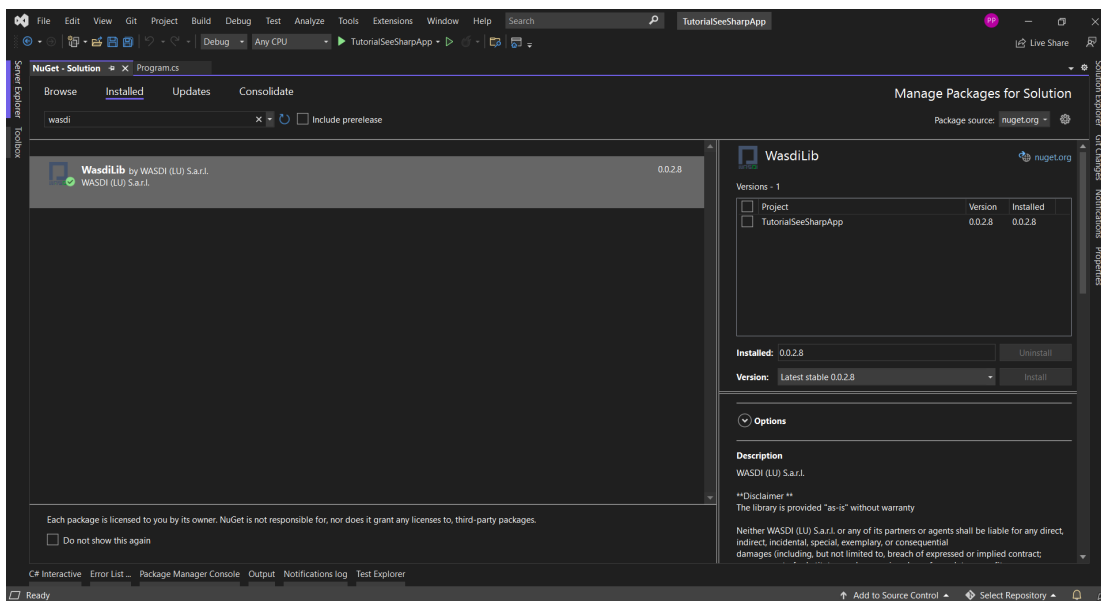 File Edit View Git Project Build Debug Test Analyze Tools Extensions Window Help Search TutorialSeeSharpApp PP
Debug Any CPU TutorialSeeSharpApp Live Share
Server Explorer
Toolbox
NuGet - Solution Program.cs
Browse Installed Updates Consolidate
Manage Packages for Solution
wasdi Include prerelease
Package source: nuget.org
WasdiLib by WASDI (LU) S.a.r.l. 0.0.2.8
WASDI (LU) S.a.r.l.
Each package is licensed to you by its owner. NuGet is not responsible for, nor does it grant any licenses to, third-party packages.
Do not show this again
WasdiLib nuget.org
Versions - 1
Project Version Installed
TutorialSeeSharpApp 0.0.2.8 0.0.2.8
Installed: 0.0.2.8 Uninstall
Version: Latest stable 0.0.2.8 Install
Options
Description
WASDI (LU) S.a.r.l.
**Disclaimer **
The library is provided "as-is" without warranty
Neither WASDI (LU) S.a.r.l. or any of its partners or agents shall be liable for any direct,
indirect, incidental, special, exemplary, or consequential
damages (including, but not limited to, breach of expressed or implied contract;
Solution Explorer
Git Changes
Notifications
Properties
C# Interactive Error List ... Package Manager Console Output Notifications log Test Explorer
Ready Add to Source Control Select Repository